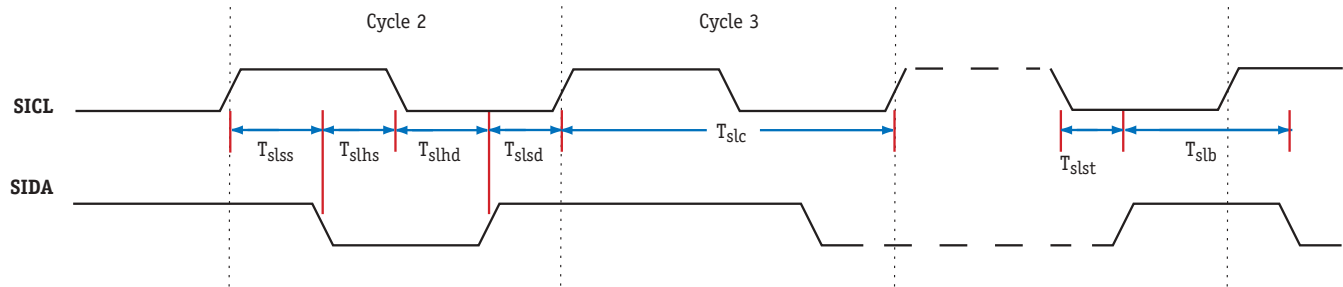 Cycle 2
Cycle 3
SICL
Tslss
Tslhs
Tslhd
Tslsd
Tslc
Tslst
Tslb
SIDA